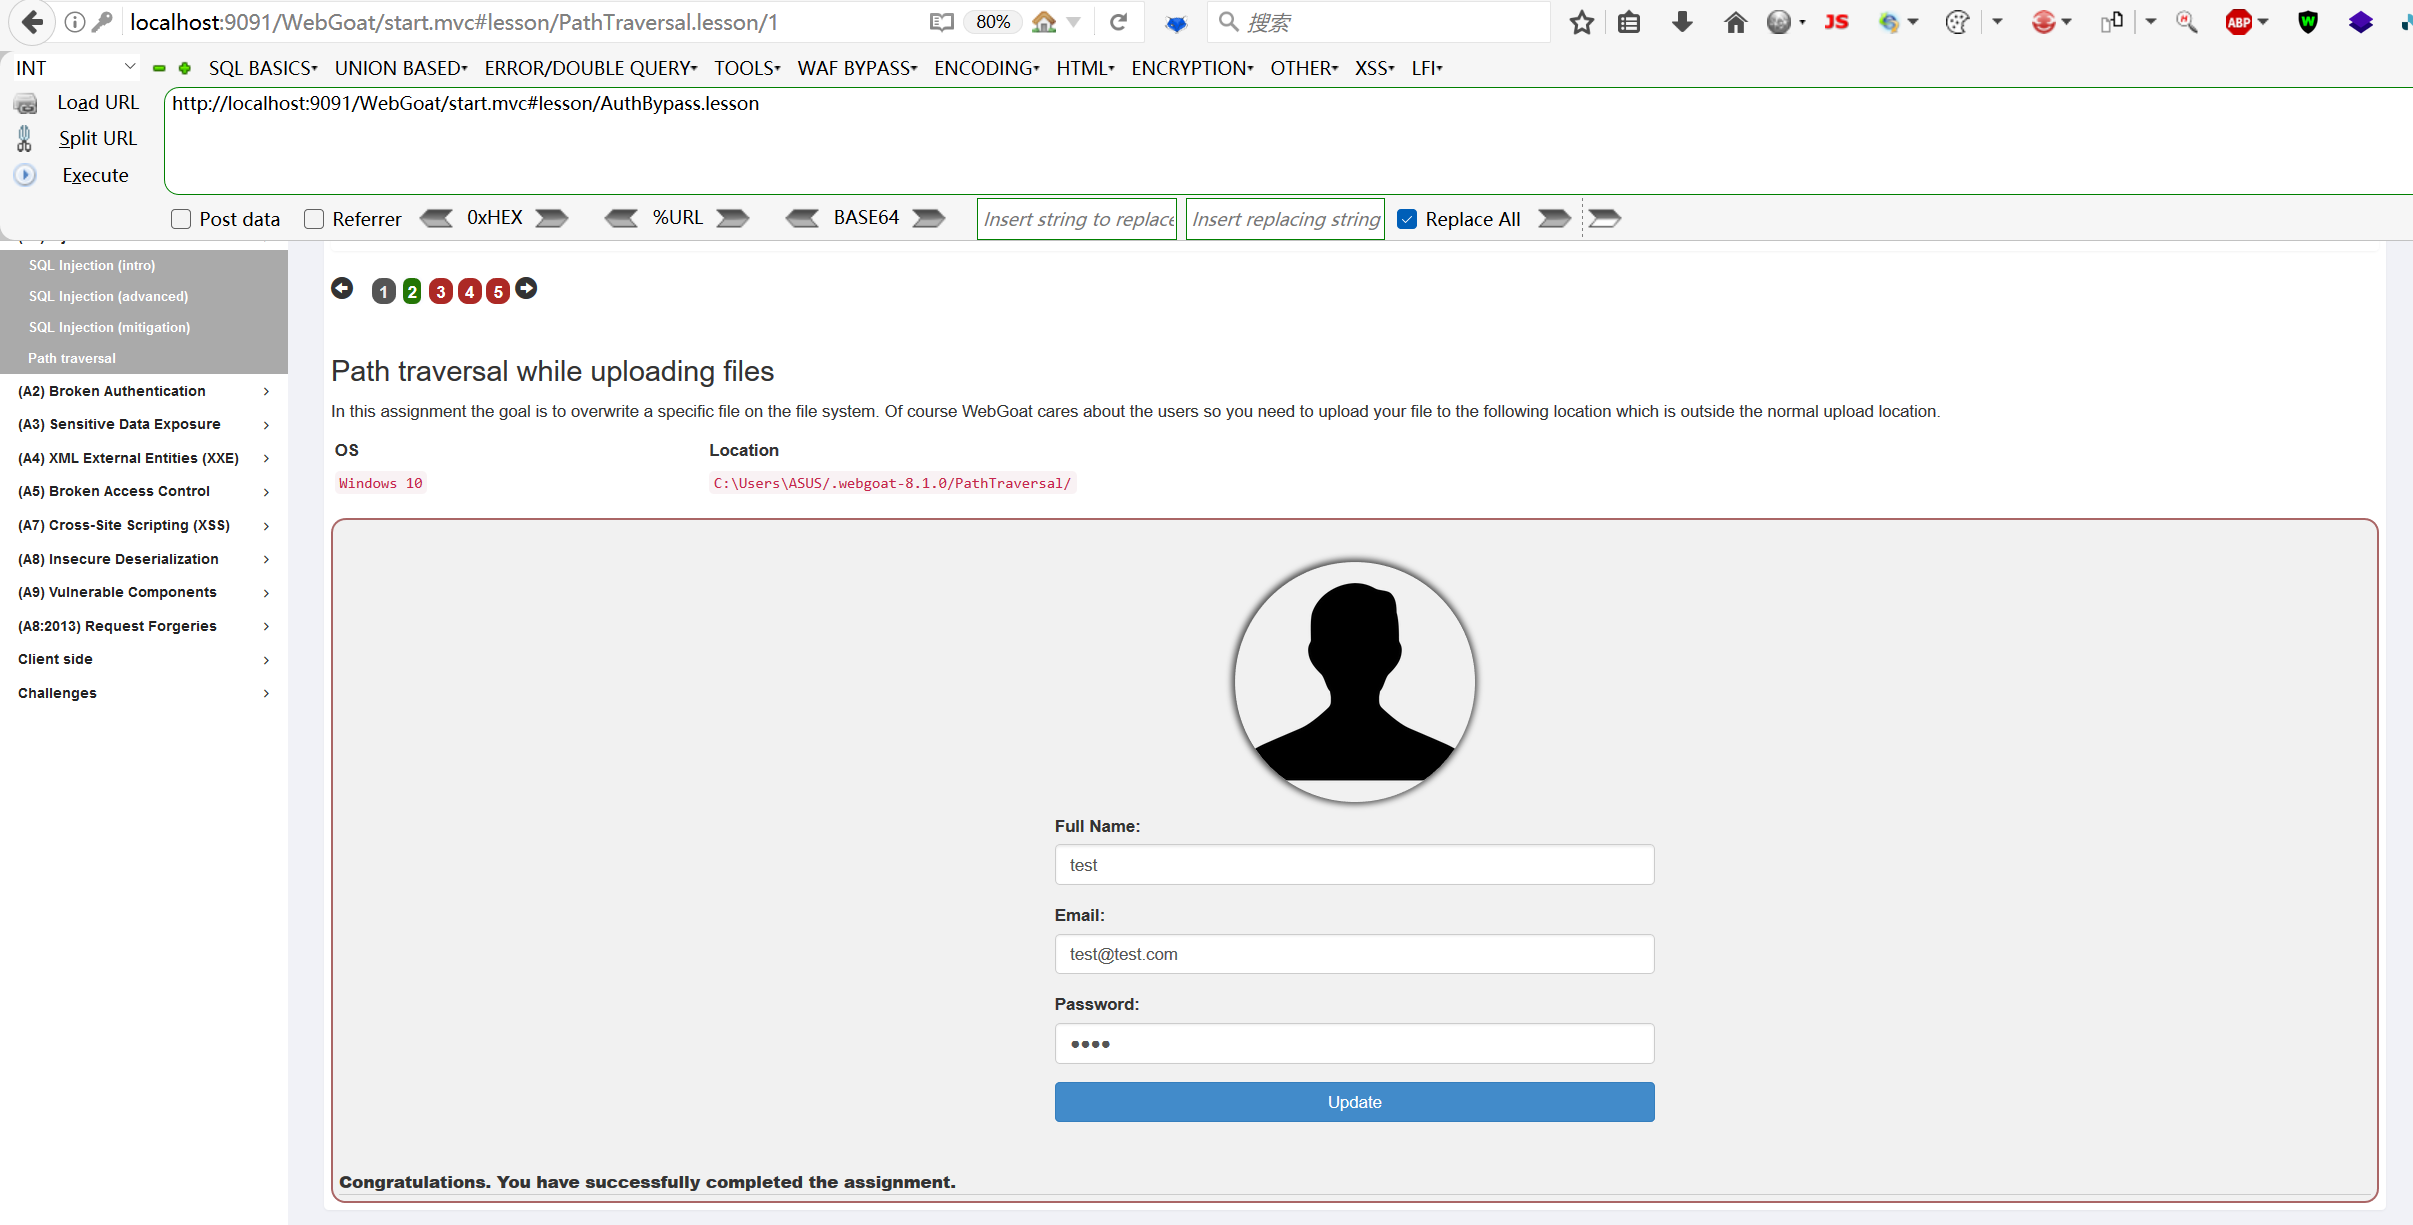 localhost:9091/WebGoat/start.mvc#lesson/PathTraversal.lesson/1 80% 搜索 JS ABP W
INT SQL BASICS UNION BASED ERROR/DOUBLE QUERY TOOLS WAF BYPASS ENCODING HTML ENCRYPTION OTHER XSS LFI
Load URL http://localhost:9091/WebGoat/start.mvc#lesson/AuthBypass.lesson
Split URL
Execute
Post data Referrer 0xHEX %URL BASE64 Insert string to replace Insert replacing string Replace All
SQL Injection (intro)
SQL Injection (advanced)
SQL Injection (mitigation)
Path traversal
(A2) Broken Authentication
(A3) Sensitive Data Exposure
(A4) XML External Entities (XXE)
(A5) Broken Access Control
(A7) Cross-Site Scripting (XSS)
(A8) Insecure Deserialization
(A9) Vulnerable Components
(A8:2013) Request Forgeries
Client side
Challenges
1 2 3 4 5
Path traversal while uploading files
In this assignment the goal is to overwrite a specific file on the file system. Of course WebGoat cares about the users so you need to upload your file to the following location which is outside the normal upload location.
OS Location
Windows 10 C:\Users\ASUS/.webgoat-8.1.0/PathTraversal/
Full Name:
test
Email:
test@test.com
Password:
Update
Congratulations. You have successfully completed the assignment.